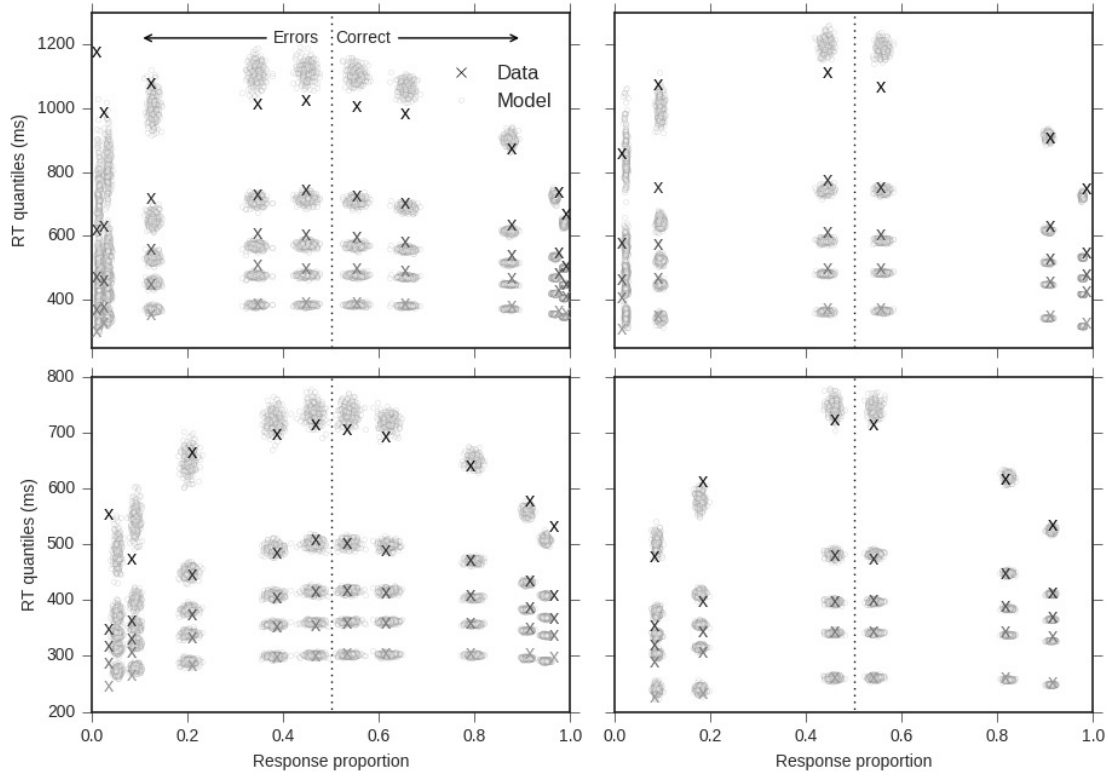 1200
1000
800
600
400
RT quantiles (ms)
Errors Correct
x Data
Model
800
700
600
500
400
300
200
RT quantiles (ms)
0.0 0.2 0.4 0.6 0.8 1.0
0.0 0.2 0.4 0.6 0.8 1.0
Response proportion
Response proportion